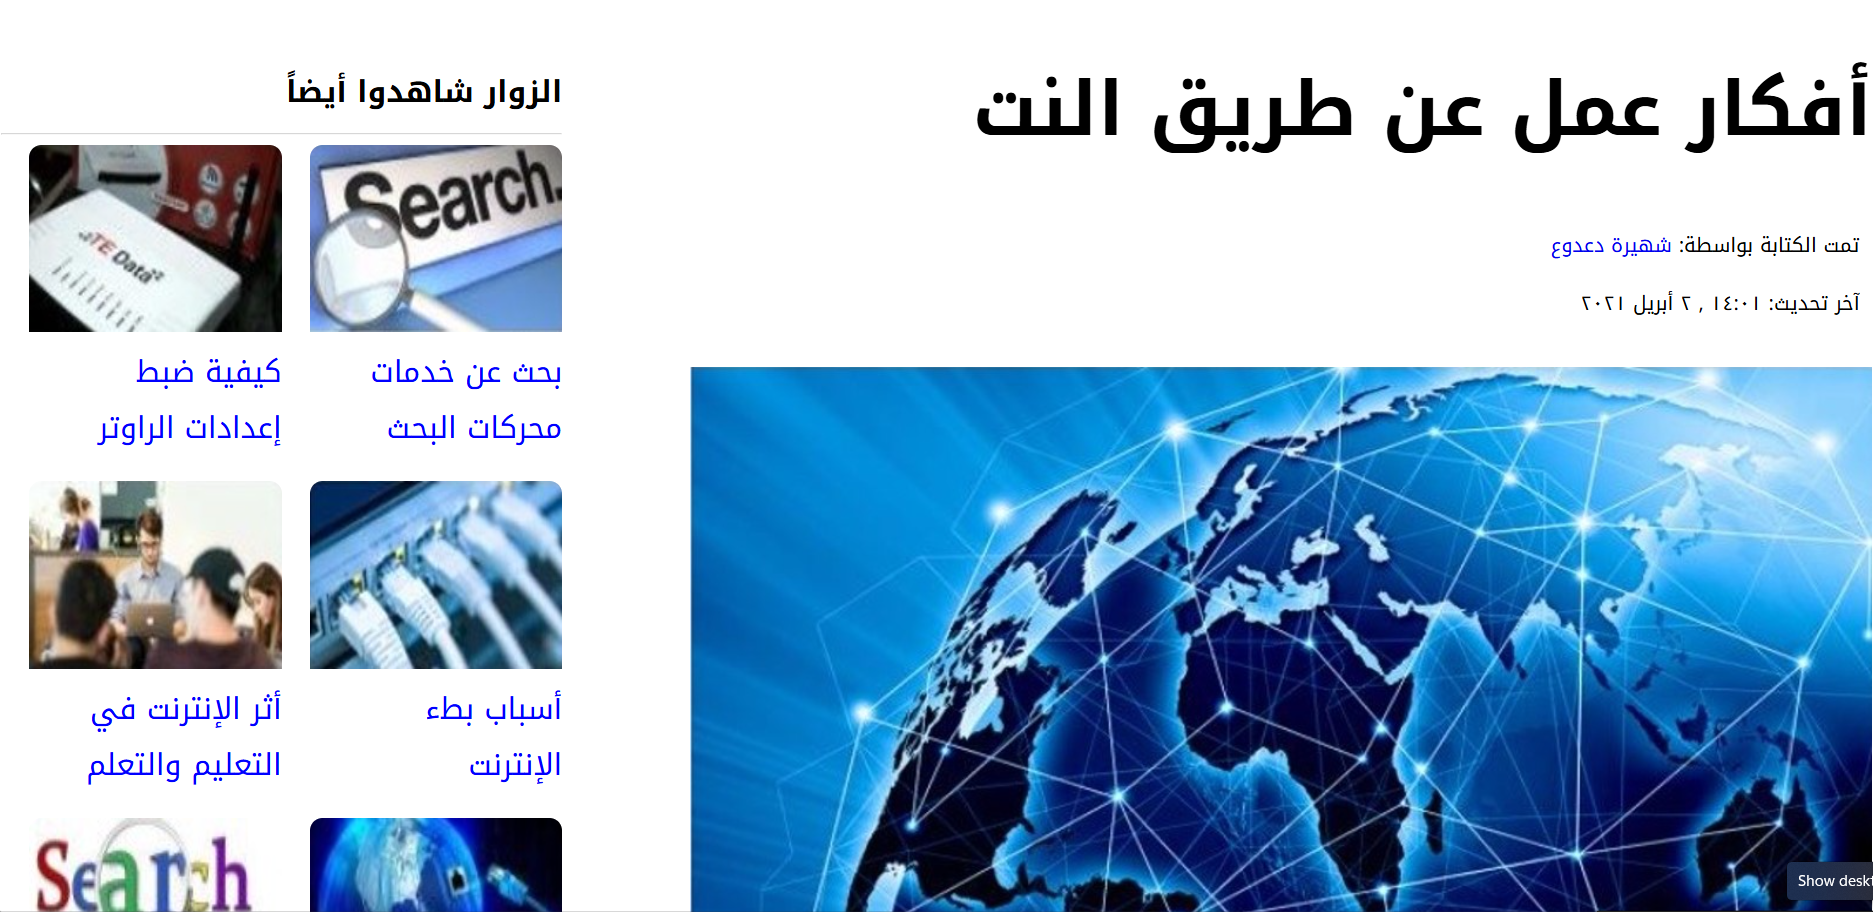 أفكار عمل عن طريق النت
تمت الكتابة بواسطة: شهيرة دعدوع
آخر تحديث: ١٤:٠١ , ٢ أبريل ٢٠٢١
الزوار شاهدوا أيضاً
Search.
بحث عن خدمات
محركات البحث
TE Data
كيفية ضبط
إعدادات الراوتر
أسباب بطء
الإنترنت
أثر الإنترنت في
التعليم والتعلم
Search
Show deskt